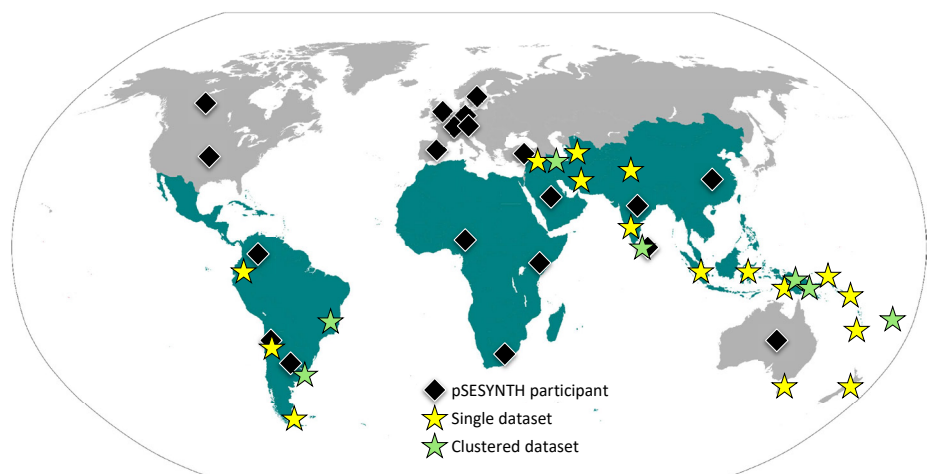 pSESYNTH participant
Single dataset
Clustered dataset